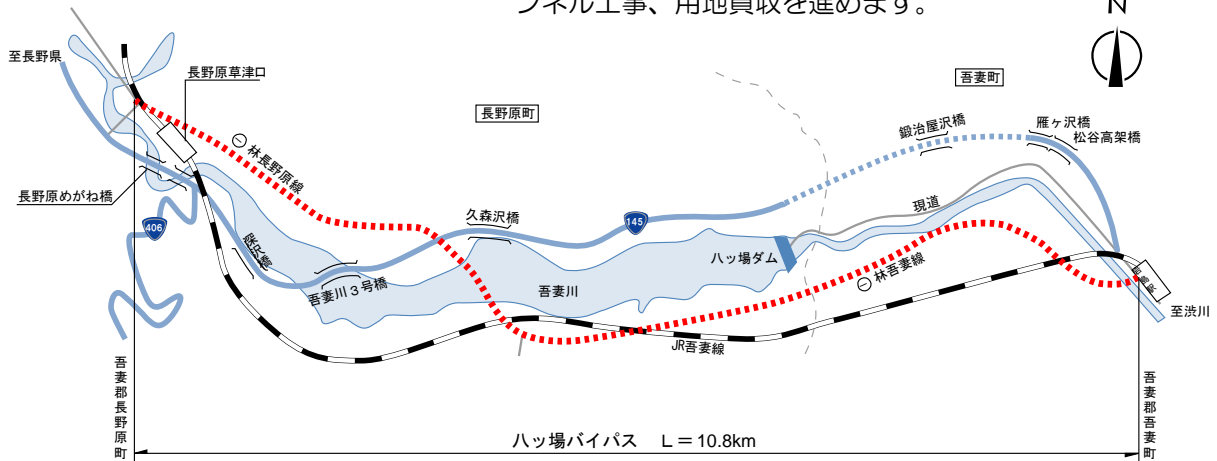 ンネル工事、用地買収を進めます。
N
至長野県
長野原草津口
長野原町
吾妻町
鍛冶屋沢橋
雁ヶ沢橋
松谷高架橋
㊀ 林長野原線
長野原めがね橋
406
久森沢橋
145
現道
深沢橋
吾妻川3号橋
吾妻川
八ッ場ダム
㊀ 林吾妻線
JR吾妻線
至渋川
吾妻郡長野原町
吾妻郡吾妻町
八ッ場バイパス L=10.8km